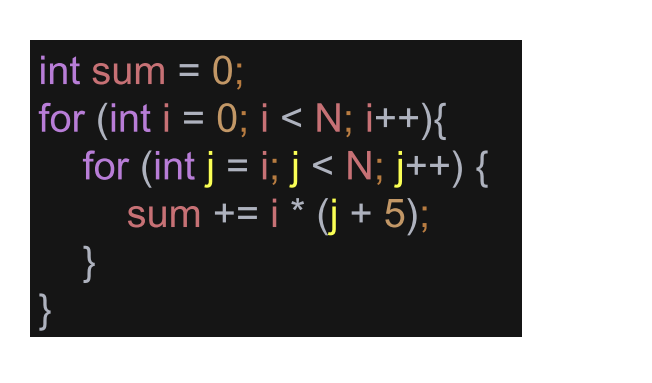 int sum = 0;
for (int i = 0; i < N; i++){
for (int j = i; j < N; j++) {
sum += i * (j + 5);
}
}